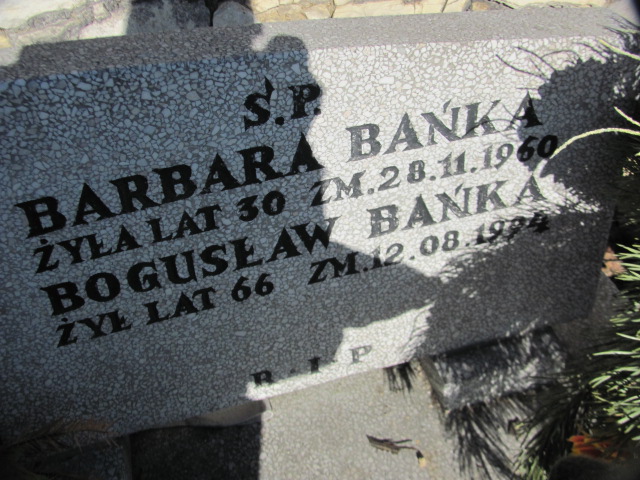 Ś.P.
BARBARA BAŃKA
ŻYŁA LAT 30 ZM.28.11.1960
BOGUSŁAW BAŃKA
ŻYŁ LAT 66 ZM.12.08.1994
R.I.P